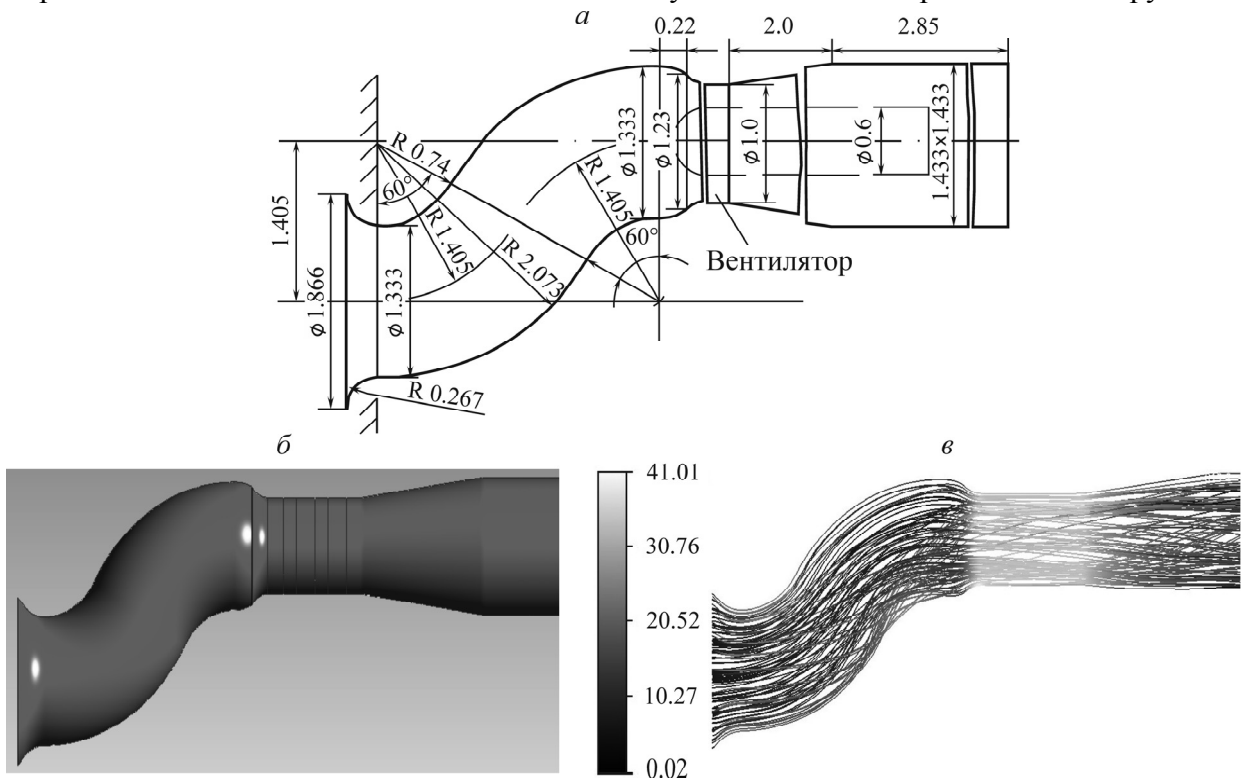 а
0.22
2.0
2.85
R 0.74
60°
R 1.405
R 2.073
1.405
ϕ 1.866
ϕ 1.333
R 0.267
ϕ 1.333
ϕ 1.23
R 1.405
60°
ϕ 1.0
ϕ 0.6
1.433×1.433
Вентилятор
б
в
41.01
30.76
20.52
10.27
0.02